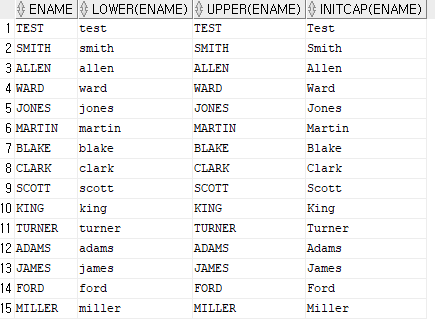 ENAME LOWER(ENAME) UPPER(ENAME) INITCAP(ENAME)
1 TEST test TEST Test
2 SMITH smith SMITH Smith
3 ALLEN allen ALLEN Allen
4 WARD ward WARD Ward
5 JONES jones JONES Jones
6 MARTIN martin MARTIN Martin
7 BLAKE blake BLAKE Blake
8 CLARK clark CLARK Clark
9 SCOTT scott SCOTT Scott
10 KING king KING King
11 TURNER turner TURNER Turner
12 ADAMS adams ADAMS Adams
13 JAMES james JAMES James
14 FORD ford FORD Ford
15 MILLER miller MILLER Miller